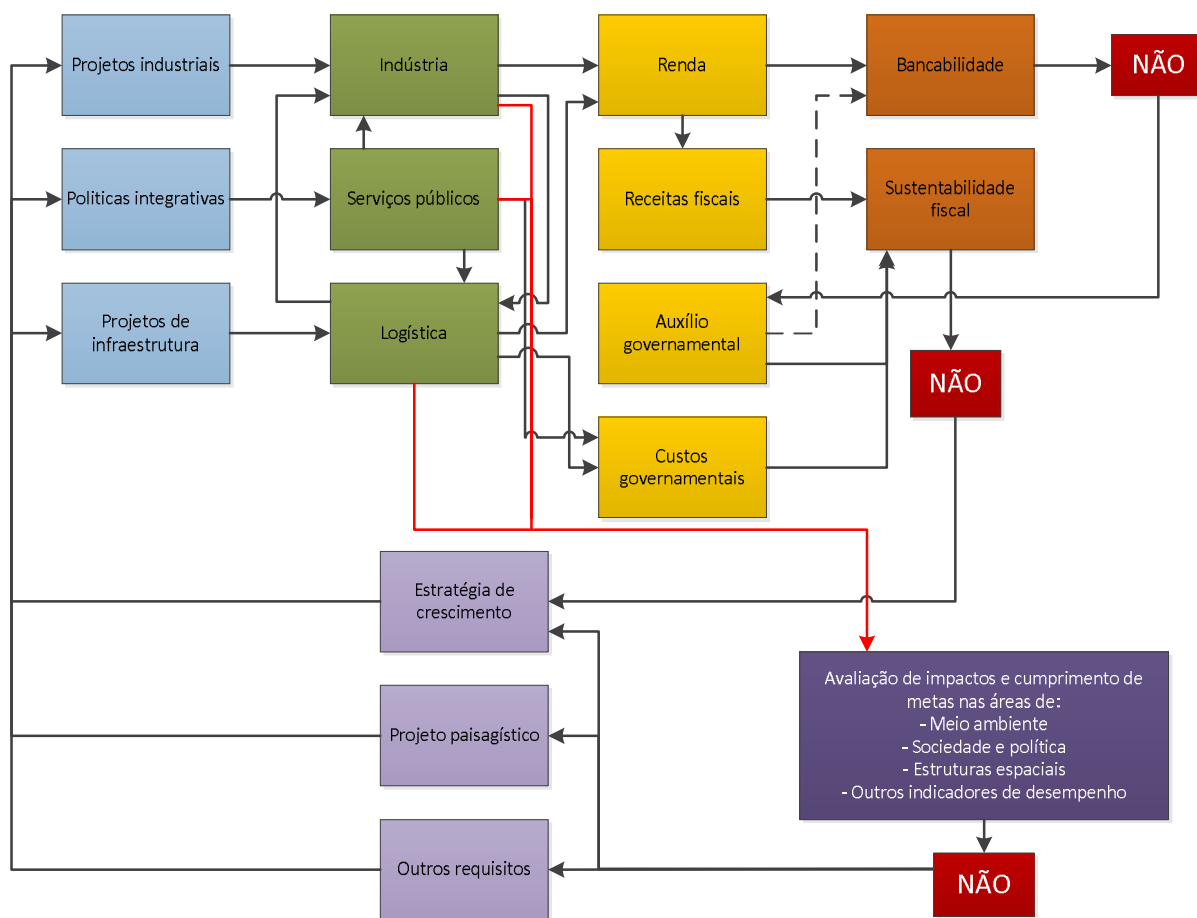 Projetos industriais
Indústria
Renda
Bancabilidade
NÃO
Politicas integrativas
Serviços públicos
Receitas fiscais
Sustentabilidade
fiscal
Projetos de
infraestrutura
Logística
Auxílio
governamental
NÃO
Custos
governamentais
Estratégia de
crescimento
Avaliação de impactos e cumprimento de
metas nas áreas de:
- Meio ambiente
- Sociedade e política
- Estruturas espaciais
- Outros indicadores de desempenho
Projeto paisagístico
Outros requisitos
NÃO